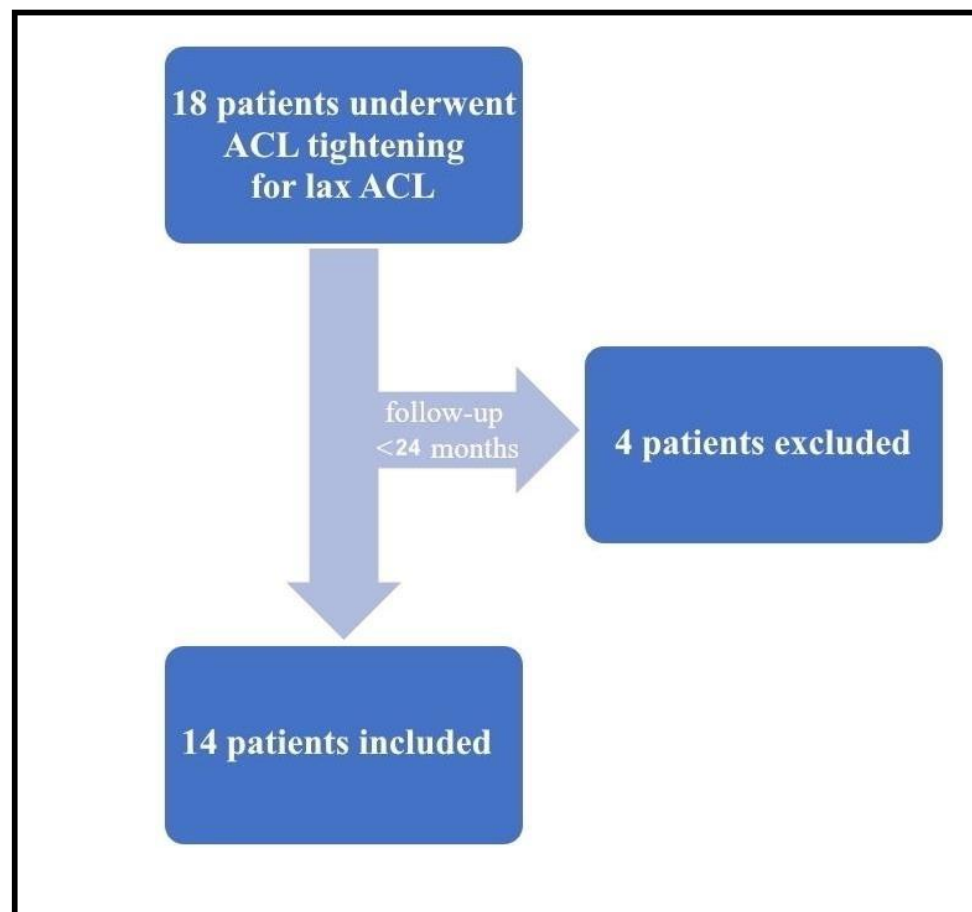 18 patients underwent
ACL tightening
for lax ACL
follow-up
<24 months
4 patients excluded
14 patients included